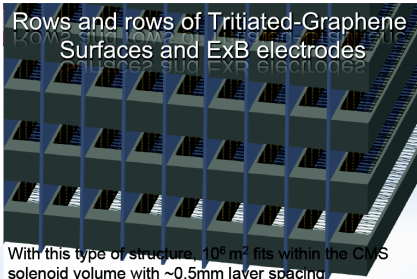 Rows and rows of Tritiated-Graphene
Surfaces and ExB electrodes
With this type of structure, 10⁶ m² fits within the CMS
solenoid volume with ~0.5mm layer spacing